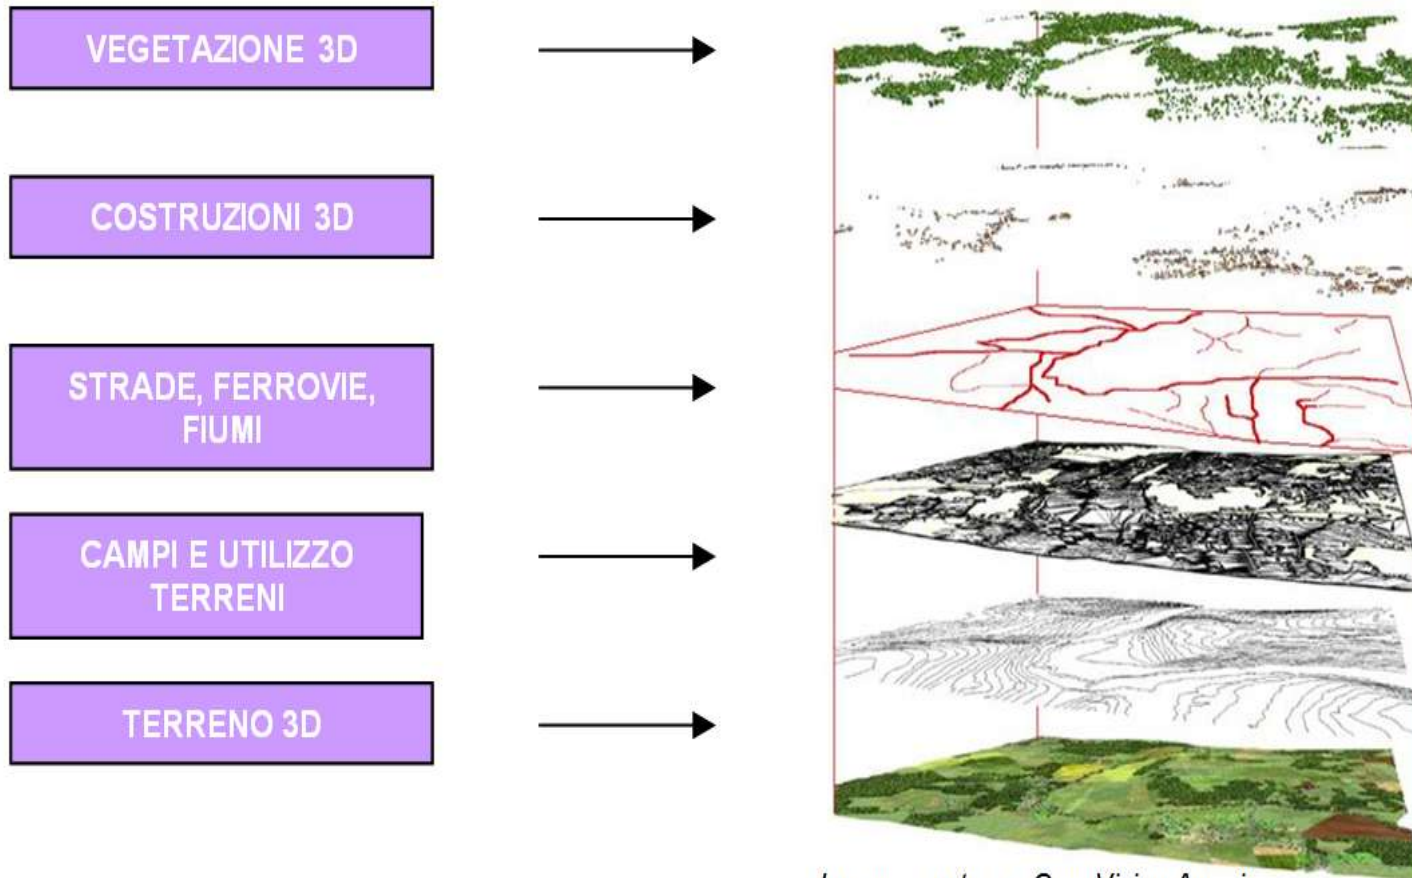 VEGETAZIONE 3D
COSTRUZIONI 3D
STRADE, FERROVIE,
FIUMI
CAMPI E UTILIZZO
TERRENI
TERRENO 3D